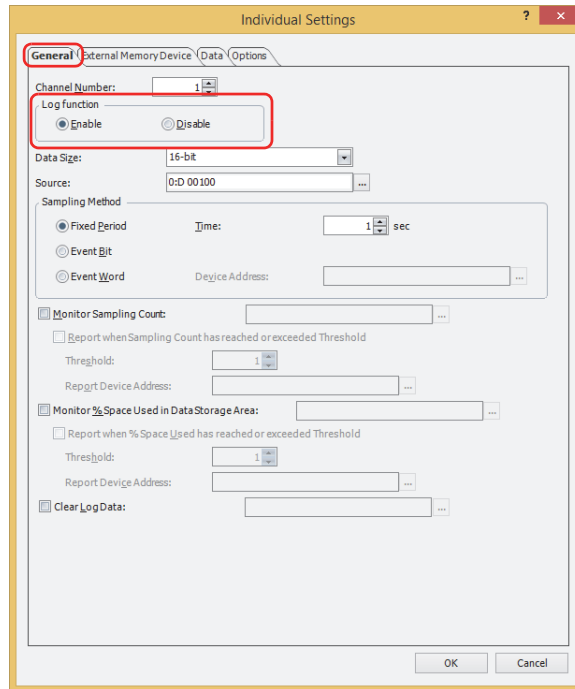 Individual Settings ? ×
General External Memory Device Data Options
Channel Number: 1
Log function
Enable Disable
Data Size: 16-bit
Source: 0:D 00100 ...
Sampling Method
Fixed Period Time: 1 sec
Event Bit
Event Word Device Address: ...
Monitor Sampling Count: ...
Report when Sampling Count has reached or exceeded Threshold
Threshold: 1
Report Device Address: ...
Monitor % Space Used in Data Storage Area: ...
Report when % Space Used has reached or exceeded Threshold
Threshold: 1
Report Device Address: ...
Clear Log Data: ...
OK Cancel